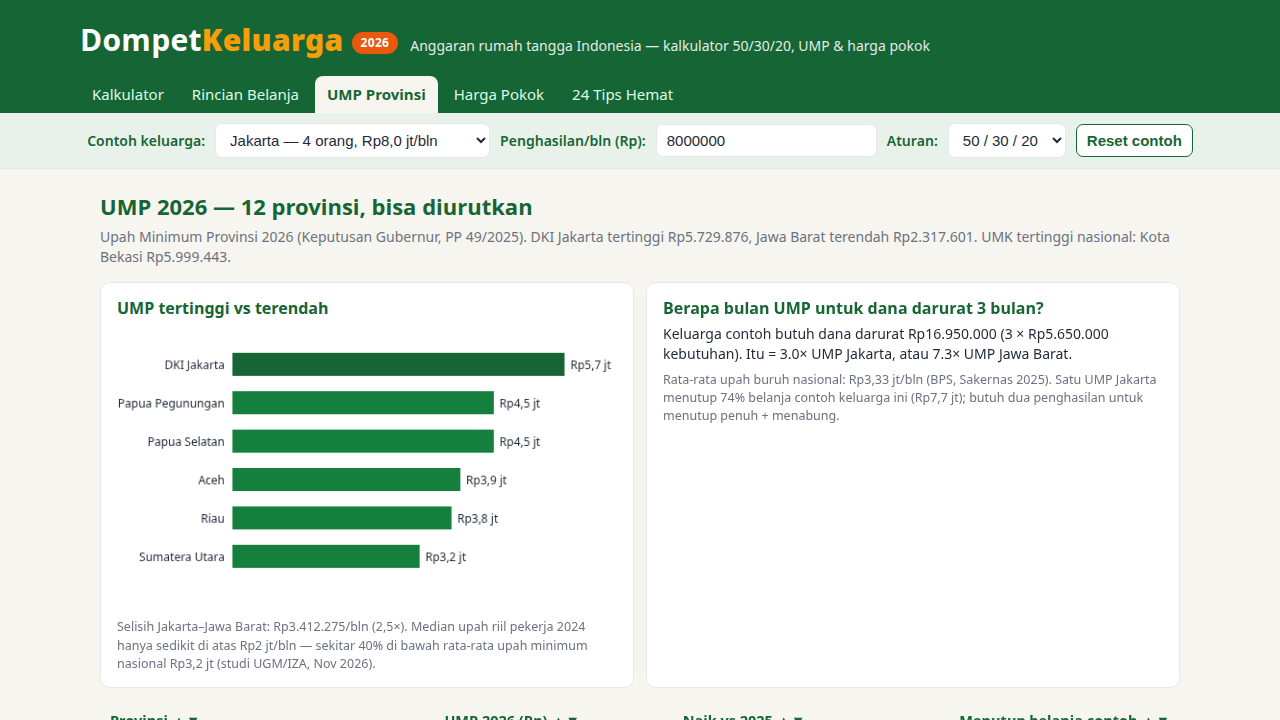 DompetKeluarga 2026 Anggaran rumah tangga Indonesia — kalkulator 50/30/20, UMP & harga pokok
Kalkulator Rincian Belanja UMP Provinsi Harga Pokok 24 Tips Hemat
Contoh keluarga: Jakarta — 4 orang, Rp8,0 jt/bln Penghasilan/bln (Rp): 8000000 Aturan: 50 / 30 / 20 Reset contoh
UMP 2026 — 12 provinsi, bisa diurutkan
Upah Minimum Provinsi 2026 (Keputusan Gubernur, PP 49/2025). DKI Jakarta tertinggi Rp5.729.876, Jawa Barat terendah Rp2.317.601. UMK tertinggi nasional: Kota
Bekasi Rp5.999.443.
UMP tertinggi vs terendah
DKI Jakarta Rp5,7 jt
Papua Pegunungan Rp4,5 jt
Papua Selatan Rp4,5 jt
Aceh Rp3,9 jt
Riau Rp3,8 jt
Sumatera Utara Rp3,2 jt
Selisih Jakarta–Jawa Barat: Rp3.412.275/bln (2,5×). Median upah riil pekerja 2024
hanya sedikit di atas Rp2 jt/bln — sekitar 40% di bawah rata-rata upah minimum
nasional Rp3,2 jt (studi UGM/IZA, Nov 2026).
Berapa bulan UMP untuk dana darurat 3 bulan?
Keluarga contoh butuh dana darurat Rp16.950.000 (3 × Rp5.650.000
kebutuhan). Itu = 3.0× UMP Jakarta, atau 7.3× UMP Jawa Barat.
Rata-rata upah buruh nasional: Rp3,33 jt/bln (BPS, Sakernas 2025). Satu UMP Jakarta
menutup 74% belanja contoh keluarga ini (Rp7,7 jt); butuh dua penghasilan untuk
menutup penuh + menabung.
Provinsi ▲▼ UMP 2026 (Rp) ▲▼ Naik vs 2025 ▲▼ Menutup belanja contoh ▲▼